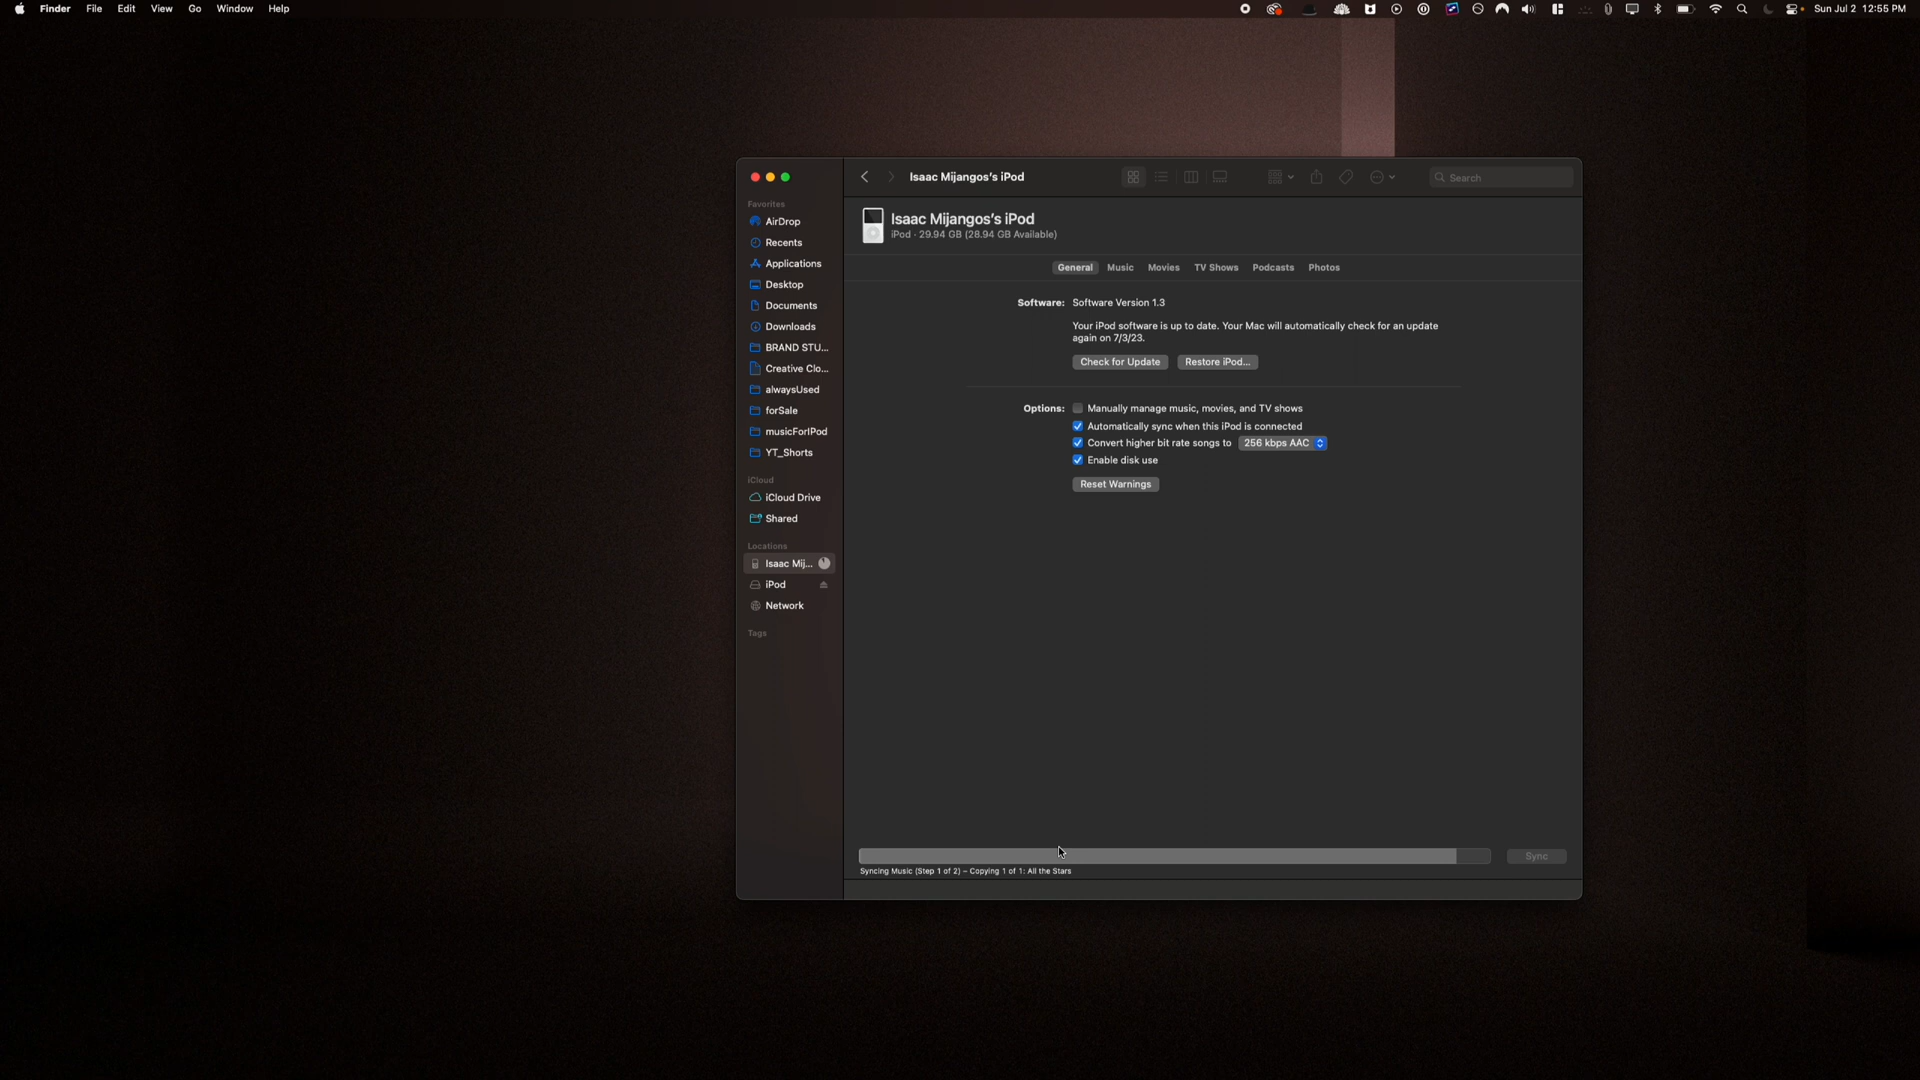 Finder File Edit View Go Window Help
Sun Jul 2 12:55 PM
Isaac Mijangos's iPod
Search
Favorites
AirDrop
Recents
Applications
Desktop
Documents
Downloads
BRAND STU...
Creative Clo...
alwaysUsed
forSale
musicForIPod
YT_Shorts
iCloud
iCloud Drive
Shared
Locations
Isaac Mij...
iPod
Network
Tags
Isaac Mijangos's iPod
iPod · 29.94 GB (28.94 GB Available)
General Music Movies TV Shows Podcasts Photos
Software: Software Version 1.3
Your iPod software is up to date. Your Mac will automatically check for an update
again on 7/3/23.
Check for Update Restore iPod...
Options: Manually manage music, movies, and TV shows
Automatically sync when this iPod is connected
Convert higher bit rate songs to 256 kbps AAC
Enable disk use
Reset Warnings
Sync
Syncing Music (Step 1 of 2) – Copying 1 of 1: All the Stars